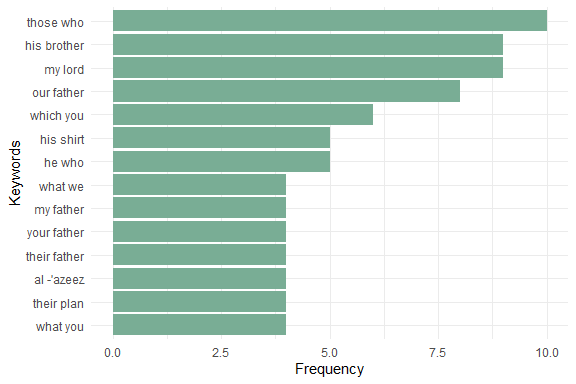 those who
his brother
my lord
our father
which you
his shirt
he who
what we
my father
your father
their father
al -'azeez
their plan
what you
Keywords
0.0 2.5 5.0 7.5 10.0
Frequency